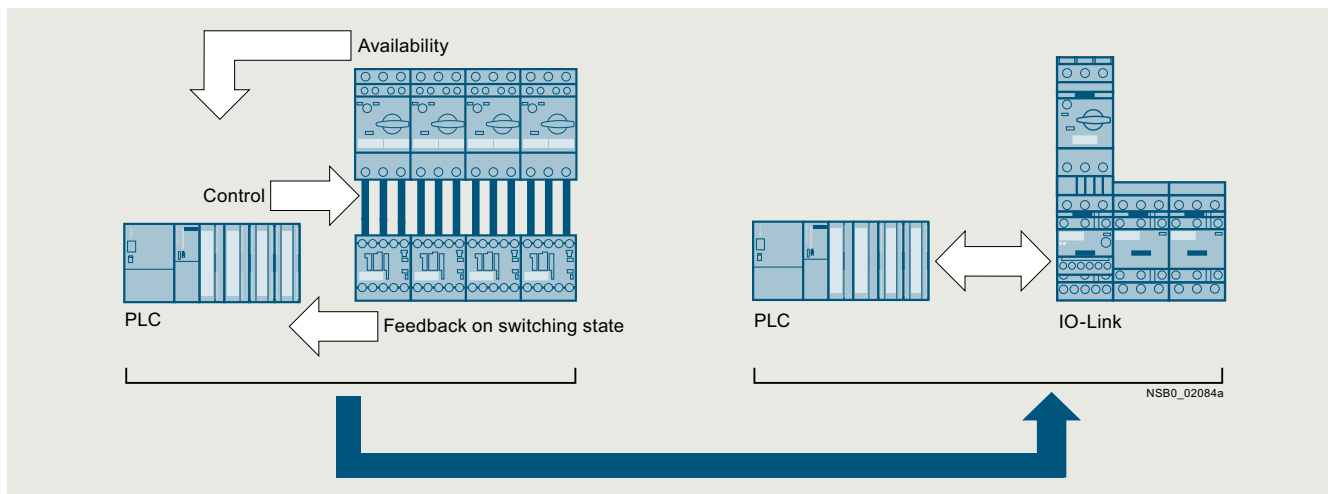 Availability
Control
PLC
Feedback on switching state
PLC
IO-Link
NSB0_02084a